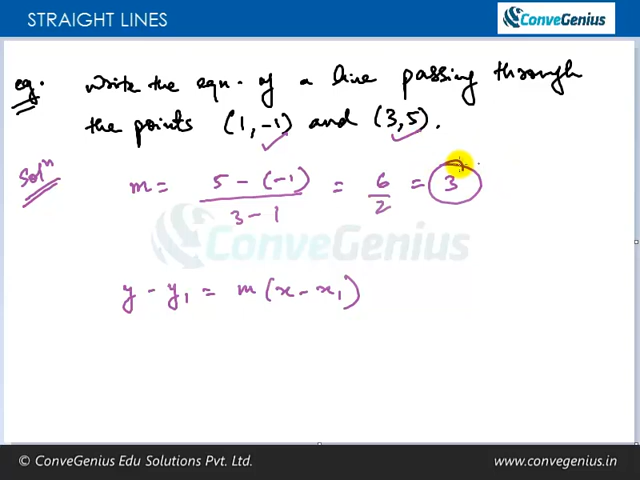 STRAIGHT LINES
ConveGenius
eg. Write the eqn. of a line passing through
the points (1, -1) and (3, 5).
Solⁿ m = 5 - (-1) / 3 - 1 = 6 / 2 = 3
ConveGenius
y - y₁ = m (x - x₁)
© ConveGenius Edu Solutions Pvt. Ltd. www.convegenius.in